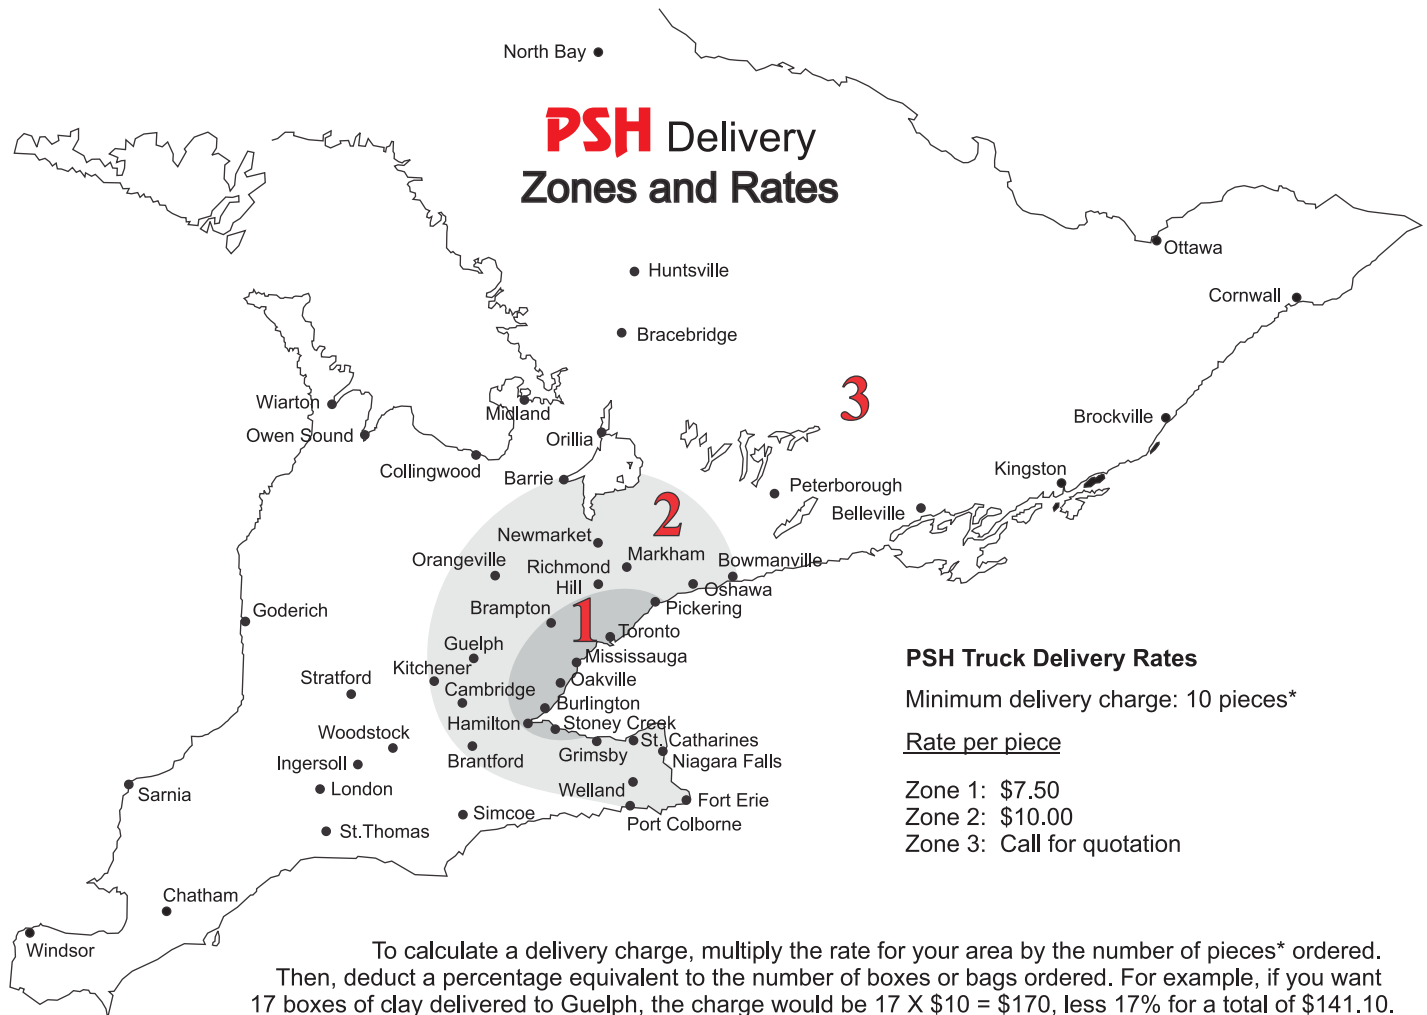 North Bay
PSH Delivery
Zones and Rates
Ottawa
Huntsville
Cornwall
Bracebridge
3
Wiarton
Midland
Brockville
Owen Sound
Orillia
Collingwood
Barrie
Kingston
Peterborough
Belleville
2
Newmarket
Orangeville
Richmond
Hill
Markham
Bowmanville
Oshawa
Goderich
Brampton
1
Pickering
Toronto
Guelph
Mississauga
Kitchener
Stratford
Cambridge
Oakville
Burlington
Hamilton
Stoney Creek
Woodstock
St. Catharines
Brantford
Grimsby
Niagara Falls
Ingersoll
London
Welland
Fort Erie
Sarnia
Simcoe
Port Colborne
St.Thomas
Chatham
Windsor
PSH Truck Delivery Rates
Minimum delivery charge: 10 pieces*
Rate per piece
Zone 1: $7.50
Zone 2: $10.00
Zone 3: Call for quotation
To calculate a delivery charge, multiply the rate for your area by the number of pieces* ordered.
Then, deduct a percentage equivalent to the number of boxes or bags ordered. For example, if you want
17 boxes of clay delivered to Guelph, the charge would be 17 X $10 = $170, less 17% for a total of $141.10.